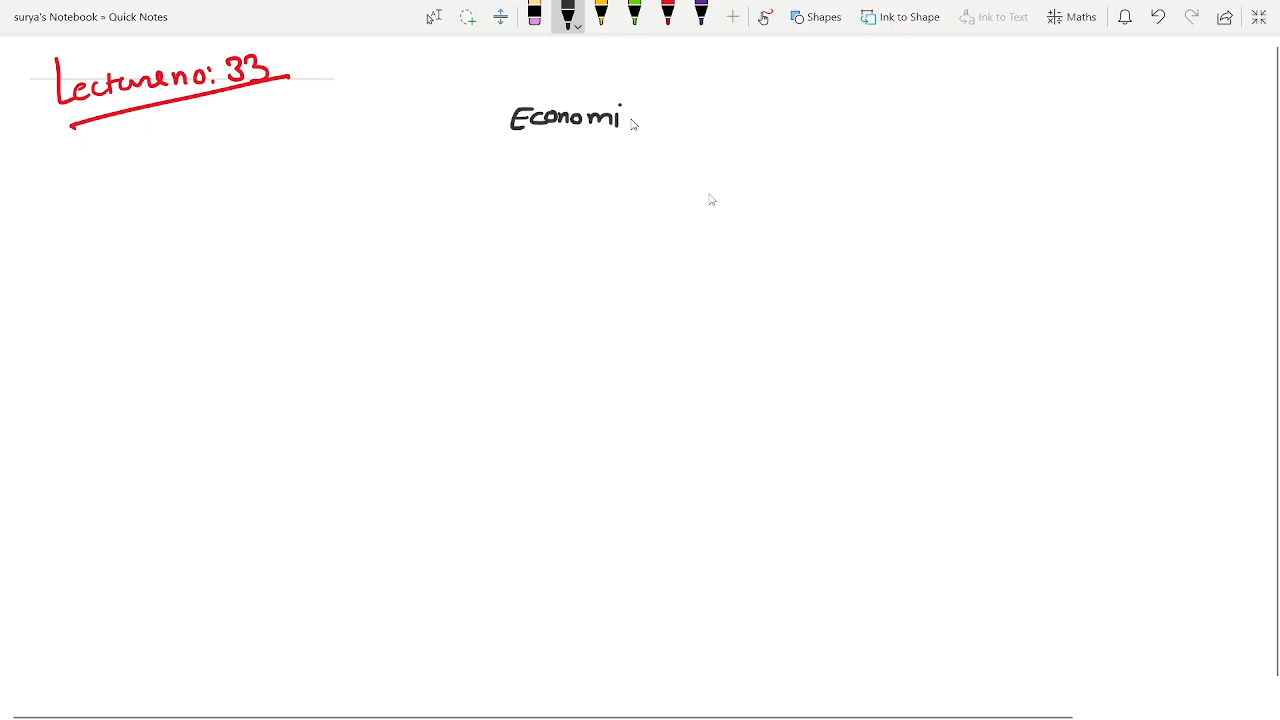 surya's Notebook » Quick Notes
Shapes
Ink to Shape
Ink to Text
Maths
Lecture no: 33
Economi